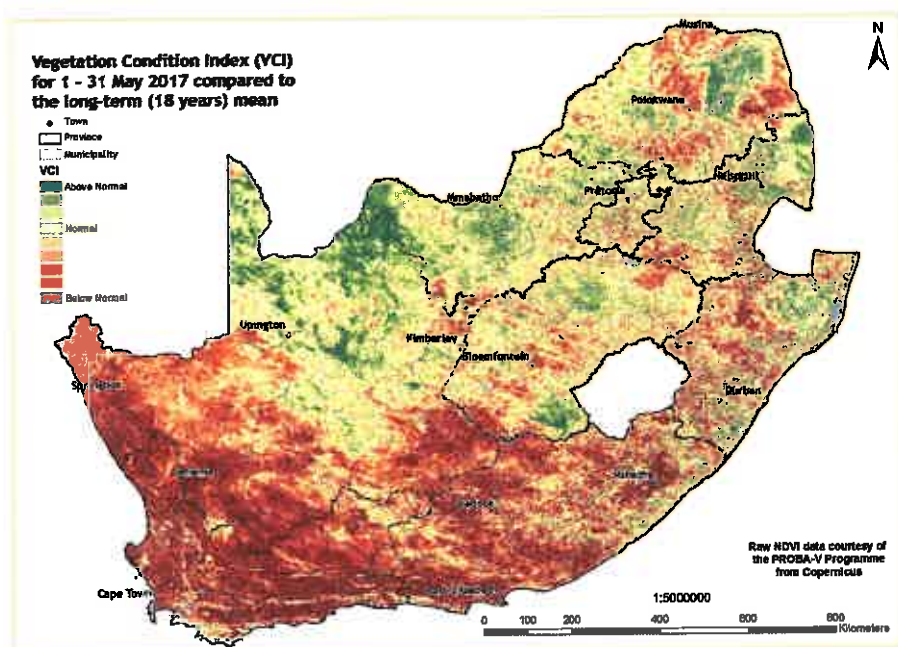 Musina
N
Vegetation Condition Index (VCI)
for 1 - 31 May 2017 compared to
the long-term (18 years) mean
Polokwane
Town
Province
Municipality
VCI
Above Normal
Mmabatho
Pretoria
Normal
Below Normal
Upington
Kimberley
Bloemfontein
Durban
Raw NDVI data courtesy of
the PROBA-V Programme
from Copernicus
Cape Tow
1:5000000
0 100 200 400 600 800
Kilometers